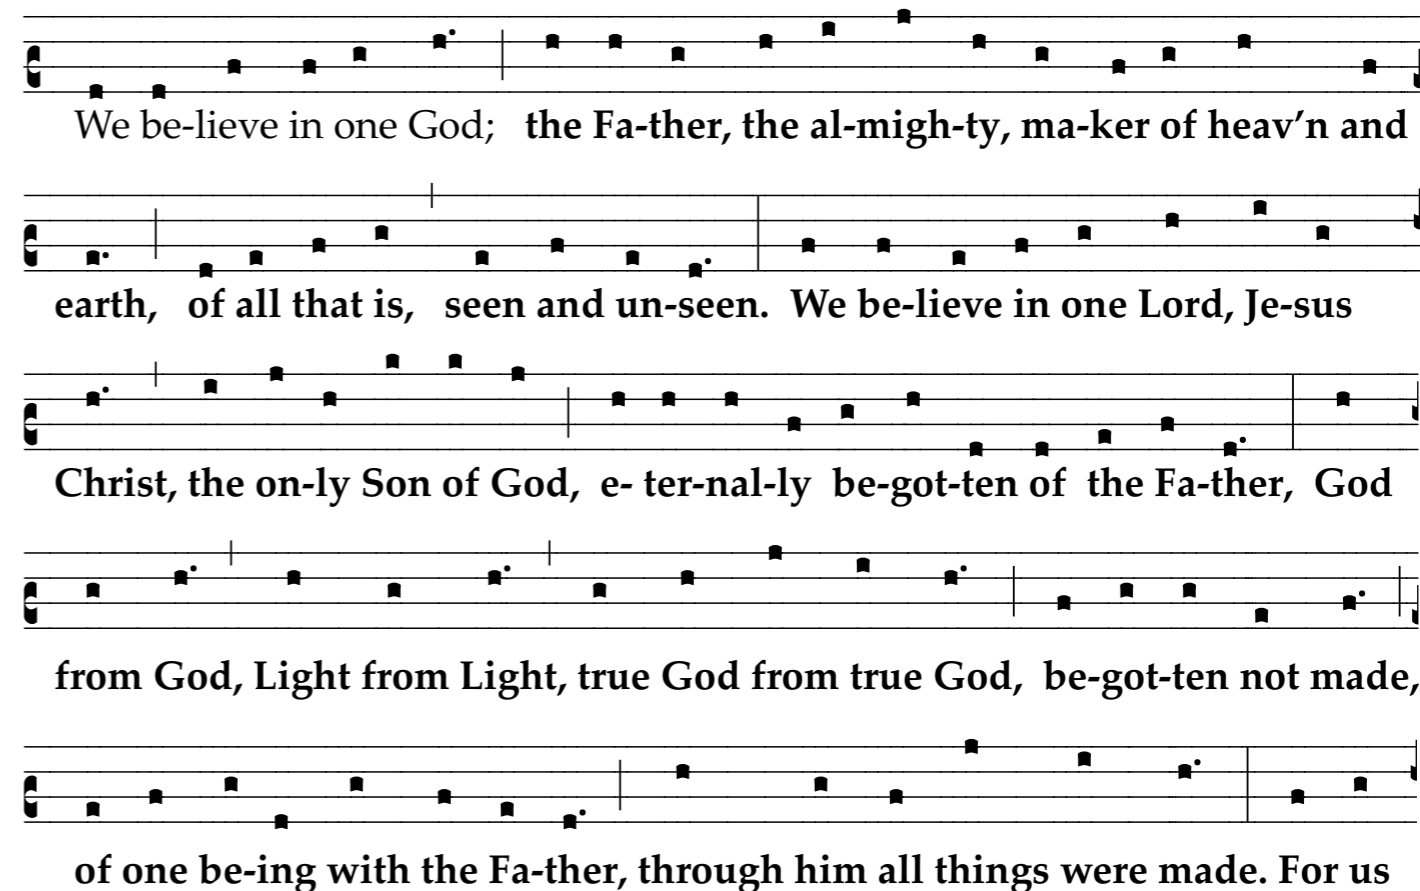 We be-lieve in one God; the Fa-ther, the al-migh-ty, ma-ker of heav’n and
earth, of all that is, seen and un-seen. We be-lieve in one Lord, Je-sus
Christ, the on-ly Son of God, e- ter-nal-ly be-got-ten of the Fa-ther, God
from God, Light from Light, true God from true God, be-got-ten not made,
of one be-ing with the Fa-ther, through him all things were made. For us